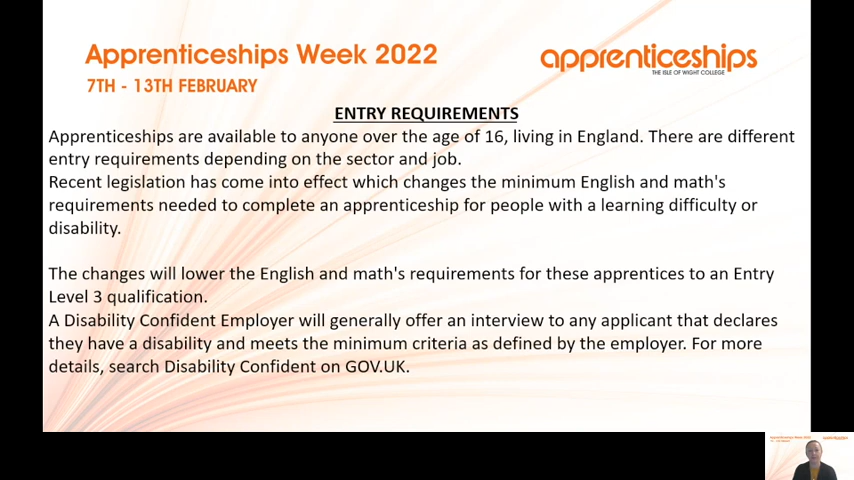 Apprenticeships Week 2022
7TH - 13TH FEBRUARY
apprenticeships
THE ISLE OF WIGHT COLLEGE
ENTRY REQUIREMENTS
Apprenticeships are available to anyone over the age of 16, living in England. There are different
entry requirements depending on the sector and job.
Recent legislation has come into effect which changes the minimum English and math's
requirements needed to complete an apprenticeship for people with a learning difficulty or
disability.
The changes will lower the English and math's requirements for these apprentices to an Entry
Level 3 qualification.
A Disability Confident Employer will generally offer an interview to any applicant that declares
they have a disability and meets the minimum criteria as defined by the employer. For more
details, search Disability Confident on GOV.UK.